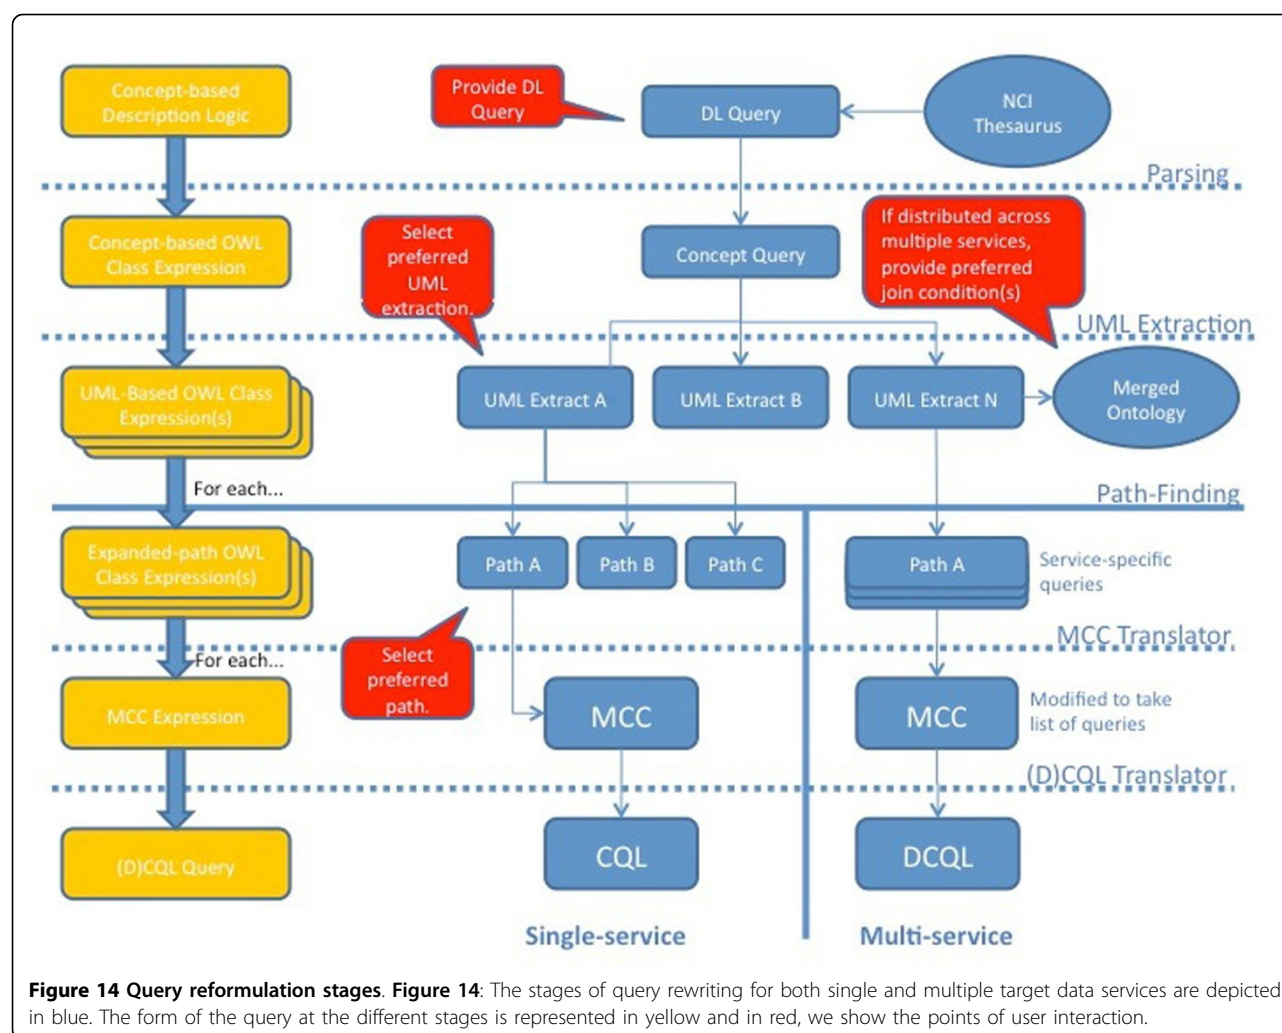 Concept-based
Description Logic
Provide DL
Query
DL Query
NCI
Thesaurus
Parsing
Concept-based OWL
Class Expression
Select
preferred
UML
extraction.
Concept Query
If distributed across
multiple services,
provide preferred
join condition(s)
UML Extraction
UML-Based OWL Class
Expression(s)
UML Extract A
UML Extract B
UML Extract N
Merged
Ontology
For each...
Path-Finding
Expanded-path OWL
Class Expression(s)
Path A
Path B
Path C
Path A
Service-specific
queries
MCC Translator
For each...
Select
preferred
path.
MCC Expression
MCC
MCC
Modified to take
list of queries
(D)CQL Translator
(D)CQL Query
CQL
DCQL
Single-service
Multi-service
Figure 14 Query reformulation stages. Figure 14: The stages of query rewriting for both single and multiple target data services are depicted
in blue. The form of the query at the different stages is represented in yellow and in red, we show the points of user interaction.